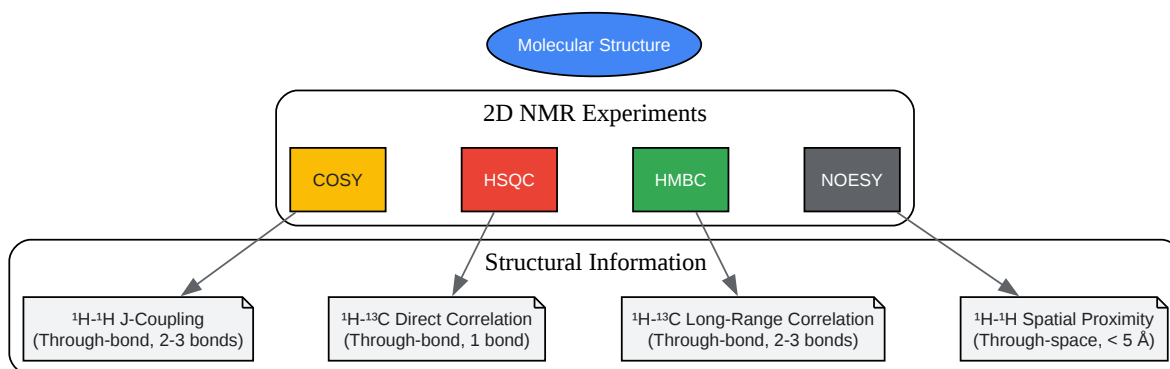 Molecular Structure
2D NMR Experiments
COSY
HSQC
HMBC
NOESY
Structural Information
¹H-¹H J-Coupling
(Through-bond, 2-3 bonds)
¹H-¹³C Direct Correlation
(Through-bond, 1 bond)
¹H-¹³C Long-Range Correlation
(Through-bond, 2-3 bonds)
¹H-¹H Spatial Proximity
(Through-space, < 5 Å)